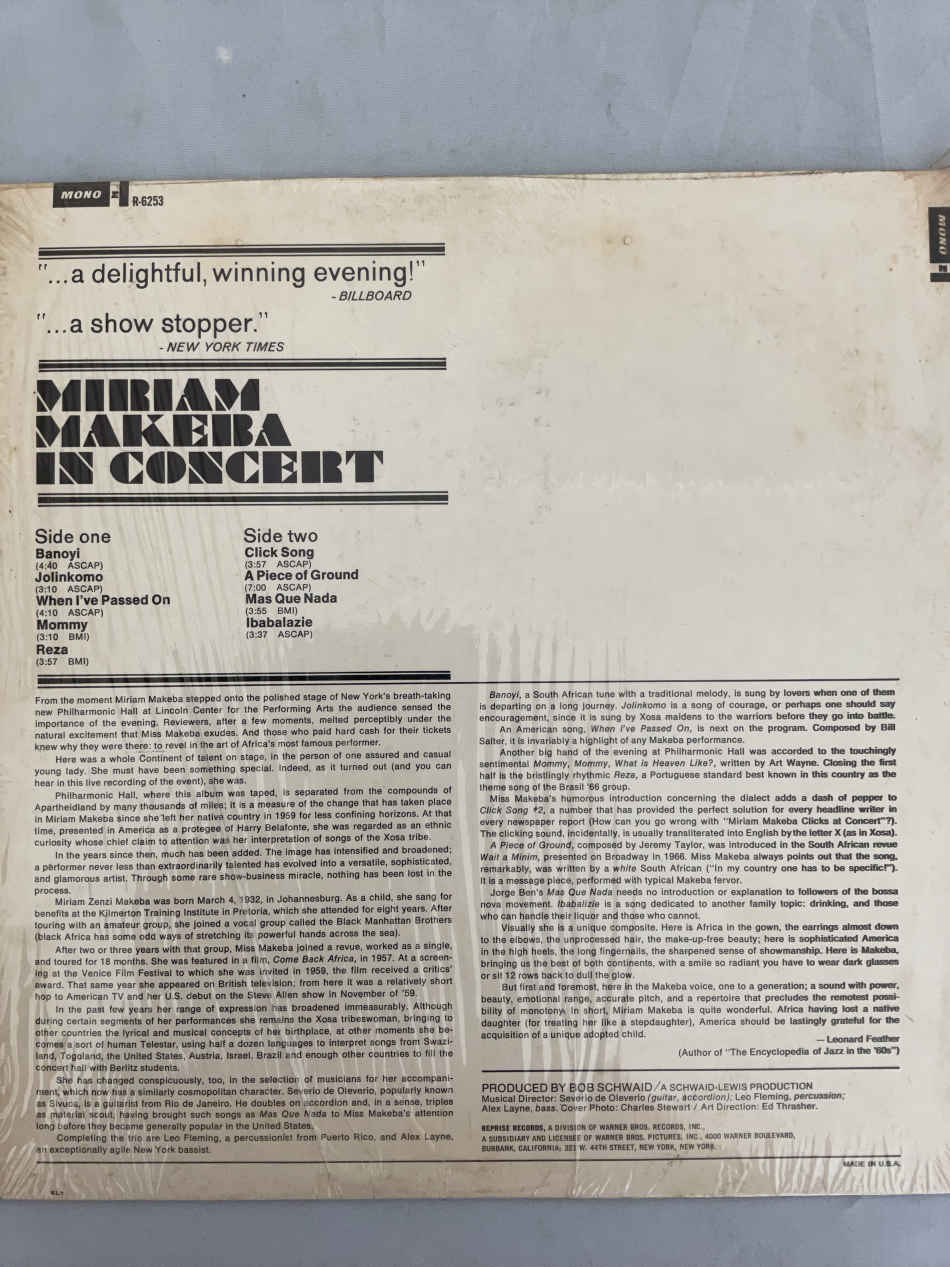 MONO
R-6253
MONO
"...a delightful, winning evening!"
- BILLBOARD
"...a show stopper."
- NEW YORK TIMES
MIRIAM
MAKEBA
IN CONCERT
Side one
Banoyi
(4:40 ASCAP)
Jolinkomo
(3:10 ASCAP)
When I've Passed On
(4:10 ASCAP)
Mommy
(3:10 BMI)
Reza
(3:57 BMI)
Side two
Click Song
(3:57 ASCAP)
A Piece of Ground
(7:00 ASCAP)
Mas Que Nada
(3:55 BMI)
Ibabalazie
(3:37 ASCAP)
From the moment Miriam Makeba stepped onto the polished stage of New York's breath-taking
new Philharmonic Hall at Lincoln Center for the Performing Arts the audience sensed the
importance of the evening. Reviewers, after a few moments, melted perceptibly under the
natural excitement that Miss Makeba exudes. And those who paid hard cash for their tickets
knew why they were there: to revel in the art of Africa's most famous performer.
Here was a whole Continent of talent on stage, in the person of one assured and casual
young lady. She must have been something special. Indeed, as it turned out (and you can
hear in this live recording of the event), she was.
Philharmonic Hall, where this album was taped, is separated from the compounds of
Apartheidland by many thousands of miles; it is a measure of the change that has taken place
in Miriam Makeba since she left her native country in 1959 for less confining horizons. At that
time, presented in America as a protegee of Harry Belafonte, she was regarded as an ethnic
curiosity whose chief claim to attention was her interpretation of songs of the Xosa tribe.
In the years since then, much has been added. The image has intensified and broadened;
a performer never less than extraordinarily talented has evolved into a versatile, sophisticated,
and glamorous artist. Through some rare show-business miracle, nothing has been lost in the
process.
Miriam Zenzi Makeba was born March 4, 1932, in Johannesburg. As a child, she sang for
benefits at the Kilmerton Training Institute in Pretoria, which she attended for eight years. After
touring with an amateur group, she joined a vocal group called the Black Manhattan Brothers
(black Africa has some odd ways of stretching its powerful hands across the sea).
After two or three years with that group, Miss Makeba joined a revue, worked as a single,
and toured for 18 months. She was featured in a film, Come Back Africa, in 1957. At a screen-
ing at the Venice Film Festival to which she was invited in 1959, the film received a critics'
award. That same year she appeared on British television; from here it was a relatively short
hop to American TV and her U.S. debut on the Steve Allen show in November of '59.
In the past few years her range of expression has broadened immeasurably. Although
during certain segments of her performances she remains the Xosa tribeswoman, bringing to
other countries the lyrical and musical concepts of her birthplace, at other moments she be-
comes a sort of human Telestar, using half a dozen languages to interpret songs from Swazi-
land, Togoland, the United States, Austria, Israel, Brazil and enough other countries to fill the
concert hall with Berlitz students.
She has changed conspicuously, too, in the selection of musicians for her accompani-
ment, which now has a similarly cosmopolitan character. Severio de Oleverio, popularly known
as Sivuca, is a guitarist from Rio de Janeiro. He doubles on accordion and, in a sense, triples
as material scout, having brought such songs as Mas Que Nada to Miss Makeba's attention
long before they became generally popular in the United States.
Completing the trio are Leo Fleming, a percussionist from Puerto Rico, and Alex Layne,
an exceptionally agile New York bassist.
Banoyi, a South African tune with a traditional melody, is sung by lovers when one of them
is departing on a long journey. Jolinkomo is a song of courage, or perhaps one should say
encouragement, since it is sung by Xosa maidens to the warriors before they go into battle.
An American song, When I've Passed On, is next on the program. Composed by Bill
Salter, it is invariably a highlight of any Makeba performance.
Another big hand of the evening at Philharmonic Hall was accorded to the touchingly
sentimental Mommy, Mommy, What is Heaven Like?, written by Art Wayne. Closing the first
half is the bristlingly rhythmic Reza, a Portuguese standard best known in this country as the
theme song of the Brasil '66 group.
Miss Makeba's humorous introduction concerning the dialect adds a dash of pepper to
Click Song #2, a number that has provided the perfect solution for every headline writer in
every newspaper report (How can you go wrong with "Miriam Makeba Clicks at Concert"?).
The clicking sound, incidentally, is usually transliterated into English by the letter X (as in Xosa).
A Piece of Ground, composed by Jeremy Taylor, was introduced in the South African revue
Wait a Minim, presented on Broadway in 1966. Miss Makeba always points out that the song,
remarkably, was written by a white South African ("In my country one has to be specific!").
It is a message piece, performed with typical Makeba fervor.
Jorge Ben's Mas Que Nada needs no introduction or explanation to followers of the bossa
nova movement. Ibabalizie is a song dedicated to another family topic: drinking, and those
who can handle their liquor and those who cannot.
Visually she is a unique composite. Here is Africa in the gown, the earrings almost down
to the elbows, the unprocessed hair, the make-up-free beauty; here is sophisticated America
in the high heels, the long fingernails, the sharpened sense of showmanship. Here is Makeba,
bringing us the best of both continents, with a smile so radiant you have to wear dark glasses
or sit 12 rows back to dull the glow.
But first and foremost, here in the Makeba voice, one to a generation; a sound with power,
beauty, emotional range, accurate pitch, and a repertoire that precludes the remotest possi-
bility of monotony. In short, Miriam Makeba is quite wonderful. Africa having lost a native
daughter (for treating her like a stepdaughter), America should be lastingly grateful for the
acquisition of a unique adopted child.
— Leonard Feather
(Author of "The Encyclopedia of Jazz in the '60s")
PRODUCED BY BOB SCHWAID / A SCHWAID-LEWIS PRODUCTION
Musical Director: Severio de Oleverio (guitar, accordion); Leo Fleming, percussion;
Alex Layne, bass. Cover Photo: Charles Stewart / Art Direction: Ed Thrasher.
REPRISE RECORDS, A DIVISION OF WARNER BROS. RECORDS, INC.,
A SUBSIDIARY AND LICENSEE OF WARNER BROS. PICTURES, INC., 4000 WARNER BOULEVARD,
BURBANK, CALIFORNIA; 321 W. 44TH STREET, NEW YORK, NEW YORK.
MADE IN U.S.A.